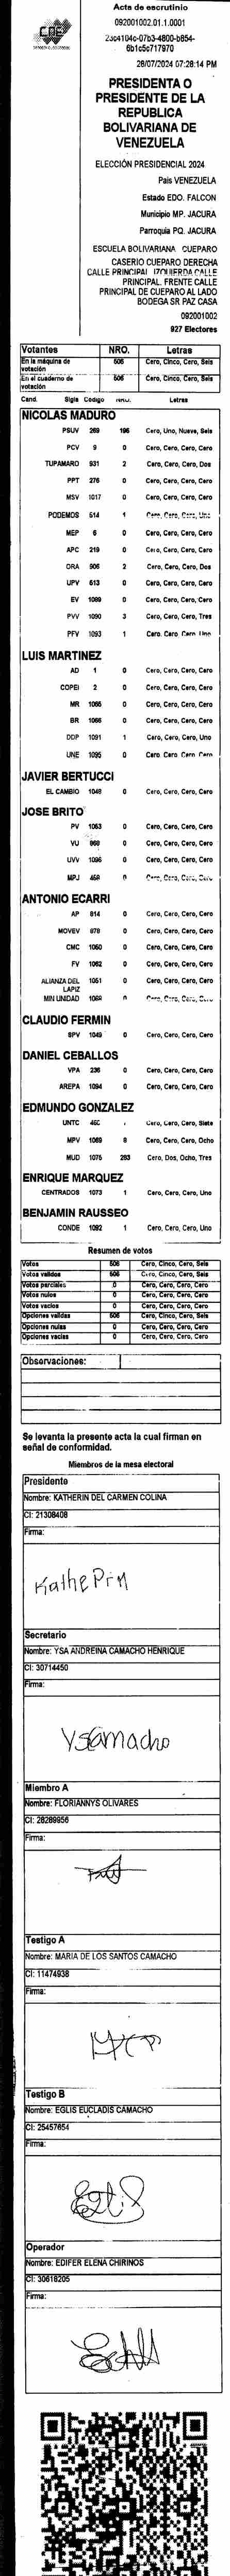 CNE
Acta de escrutinio
092001002.01.1.0001
6b1c5c717970
28/07/2024 07:28:14 PM
PRESIDENTA O
PRESIDENTE DE LA
REPUBLICA
BOLIVARIANA DE
VENEZUELA
ELECCIÓN PRESIDENCIAL 2024
País VENEZUELA
Estado EDO. FALCON
Municipio MP. JACURA
Parroquia PQ. JACURA
ESCUELA BOLIVARIANA CUEPARO
CASERIO CUEPARO DERECHA
CALLE PRINCIPAL IZQUIERDA CALLE
PRINCIPAL. FRENTE CALLE
PRINCIPAL DE CUEPARO AL LADO
BODEGA SR PAZ CASA
092001002
927 Electores
Votantes NRO. Letras
En la máquina de votación 506 Cero, Cinco, Cero, Seis
En el cuaderno de votación 506 Cero, Cinco, Cero, Seis
Cand. Sigla Codigo NRO. Letras
NICOLAS MADURO
PSUV 269 196 Cero, Uno, Nueve, Seis
PCV 9 0 Cero, Cero, Cero, Cero
TUPAMARO 931 2 Cero, Cero, Cero, Dos
PPT 276 0 Cero, Cero, Cero, Cero
MSV 1017 0 Cero, Cero, Cero, Cero
PODEMOS 514 1 Cero, Cero, Cero, Uno
MEP 6 0 Cero, Cero, Cero, Cero
APC 219 0 Cero, Cero, Cero, Cero
ORA 906 2 Cero, Cero, Cero, Dos
UPV 613 0 Cero, Cero, Cero, Cero
EV 1089 0 Cero, Cero, Cero, Cero
PVV 1090 3 Cero, Cero, Cero, Tres
PFV 1093 1 Cero, Cero, Cero, Uno
LUIS MARTINEZ
AD 1 0 Cero, Cero, Cero, Cero
COPEI 2 0 Cero, Cero, Cero, Cero
MR 1065 0 Cero, Cero, Cero, Cero
BR 1066 0 Cero, Cero, Cero, Cero
DDP 1091 1 Cero, Cero, Cero, Uno
UNE 1095 0 Cero, Cero, Cero, Cero
JAVIER BERTUCCI
EL CAMBIO 1048 0 Cero, Cero, Cero, Cero
JOSE BRITO
PV 1053 0 Cero, Cero, Cero, Cero
VU 868 0 Cero, Cero, Cero, Cero
UVV 1096 0 Cero, Cero, Cero, Cero
MPJ 458 0 Cero, Cero, Cero, Cero
ANTONIO ECARRI
AP 814 0 Cero, Cero, Cero, Cero
MOVEV 878 0 Cero, Cero, Cero, Cero
CMC 1050 0 Cero, Cero, Cero, Cero
FV 1062 0 Cero, Cero, Cero, Cero
ALIANZA DEL LAPIZ 1051 0 Cero, Cero, Cero, Cero
MIN UNIDAD 1068 0 Cero, Cero, Cero, Cero
CLAUDIO FERMIN
SPV 1049 0 Cero, Cero, Cero, Cero
DANIEL CEBALLOS
VPA 236 0 Cero, Cero, Cero, Cero
AREPA 1094 0 Cero, Cero, Cero, Cero
EDMUNDO GONZALEZ
UNTC Cero, Cero, Cero, Siete
MPV 1069 8 Cero, Cero, Cero, Ocho
MUD 1075 283 Cero, Dos, Ocho, Tres
ENRIQUE MARQUEZ
CENTRADOS 1073 1 Cero, Cero, Cero, Uno
BENJAMIN RAUSSEO
CONDE 1092 1 Cero, Cero, Cero, Uno
Resumen de votos
Votos 506 Cero, Cinco, Cero, Seis
Votos validos 506 Cero, Cinco, Cero, Seis
Votos parciales 0 Cero, Cero, Cero, Cero
Votos nulos 0 Cero, Cero, Cero, Cero
Votos vacios 0 Cero, Cero, Cero, Cero
Opciones validas 506 Cero, Cinco, Cero, Seis
Opciones nulas 0 Cero, Cero, Cero, Cero
Opciones vacias 0 Cero, Cero, Cero, Cero
Observaciones:
Se levanta la presente acta la cual firman en
señal de conformidad.
Miembros de la mesa electoral
Presidente
Nombre: KATHERIN DEL CARMEN COLINA
CI: 21308408
Firma:
KathePin
Secretario
Nombre: YSA ANDREINA CAMACHO HENRIQUE
CI: 30714450
Firma:
YsCamacho
Miembro A
Nombre: FLORIANNYS OLIVARES
CI: 28289956
Firma:
Testigo A
Nombre: MARIA DE LOS SANTOS CAMACHO
CI: 11474938
Firma:
Testigo B
Nombre: EGLIS EUCLADIS CAMACHO
CI: 25457654
Firma:
Eglis
Operador
Nombre: EDIFER ELENA CHIRINOS
CI: 30618205
Firma: